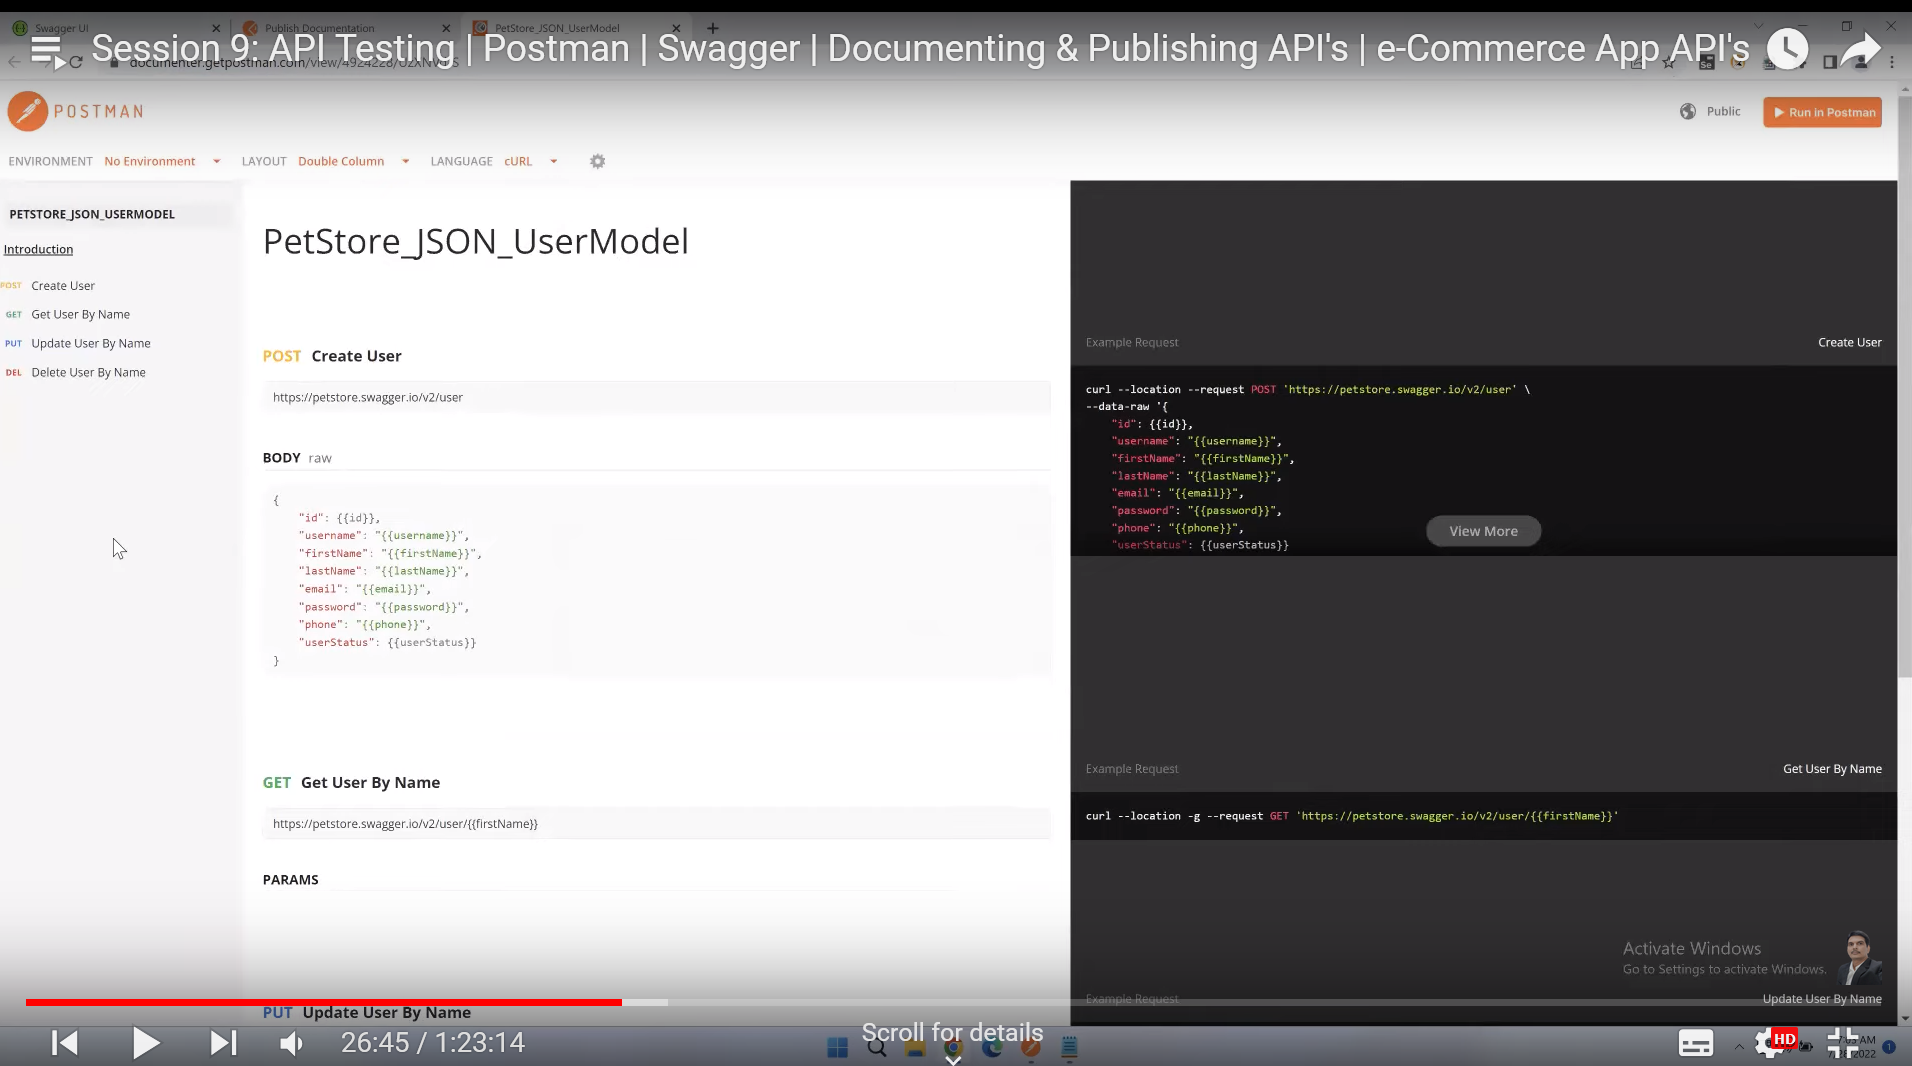 Swagger UI
Publish Documentation
PetStore_JSON_UserModel
Session 9: API Testing | Postman | Swagger | Documenting & Publishing API's | e-Commerce App API's
POSTMAN
Public
Run in Postman
ENVIRONMENT No Environment LAYOUT Double Column LANGUAGE cURL
PETSTORE_JSON_USERMODEL
Introduction
POST Create User
GET Get User By Name
PUT Update User By Name
DEL Delete User By Name
PetStore_JSON_UserModel
POST Create User
https://petstore.swagger.io/v2/user
BODY raw
{
"id": {{id}},
"username": "{{username}}",
"firstName": "{{firstName}}",
"lastName": "{{lastName}}",
"email": "{{email}}",
"password": "{{password}}",
"phone": "{{phone}}",
"userStatus": {{userStatus}}
}
GET Get User By Name
https://petstore.swagger.io/v2/user/{{firstName}}
PARAMS
PUT Update User By Name
Example Request
Create User
curl --location --request POST 'https://petstore.swagger.io/v2/user' \
--data-raw '{
"id": {{id}},
"username": "{{username}}",
"firstName": "{{firstName}}",
"lastName": "{{lastName}}",
"email": "{{email}}",
"password": "{{password}}",
"phone": "{{phone}}",
"userStatus": {{userStatus}}
View More
Example Request
Get User By Name
curl --location -g --request GET 'https://petstore.swagger.io/v2/user/{{firstName}}'
Activate Windows
Go to Settings to activate Windows.
Example Request
Update User By Name
26:45 / 1:23:14
Scroll for details
HD